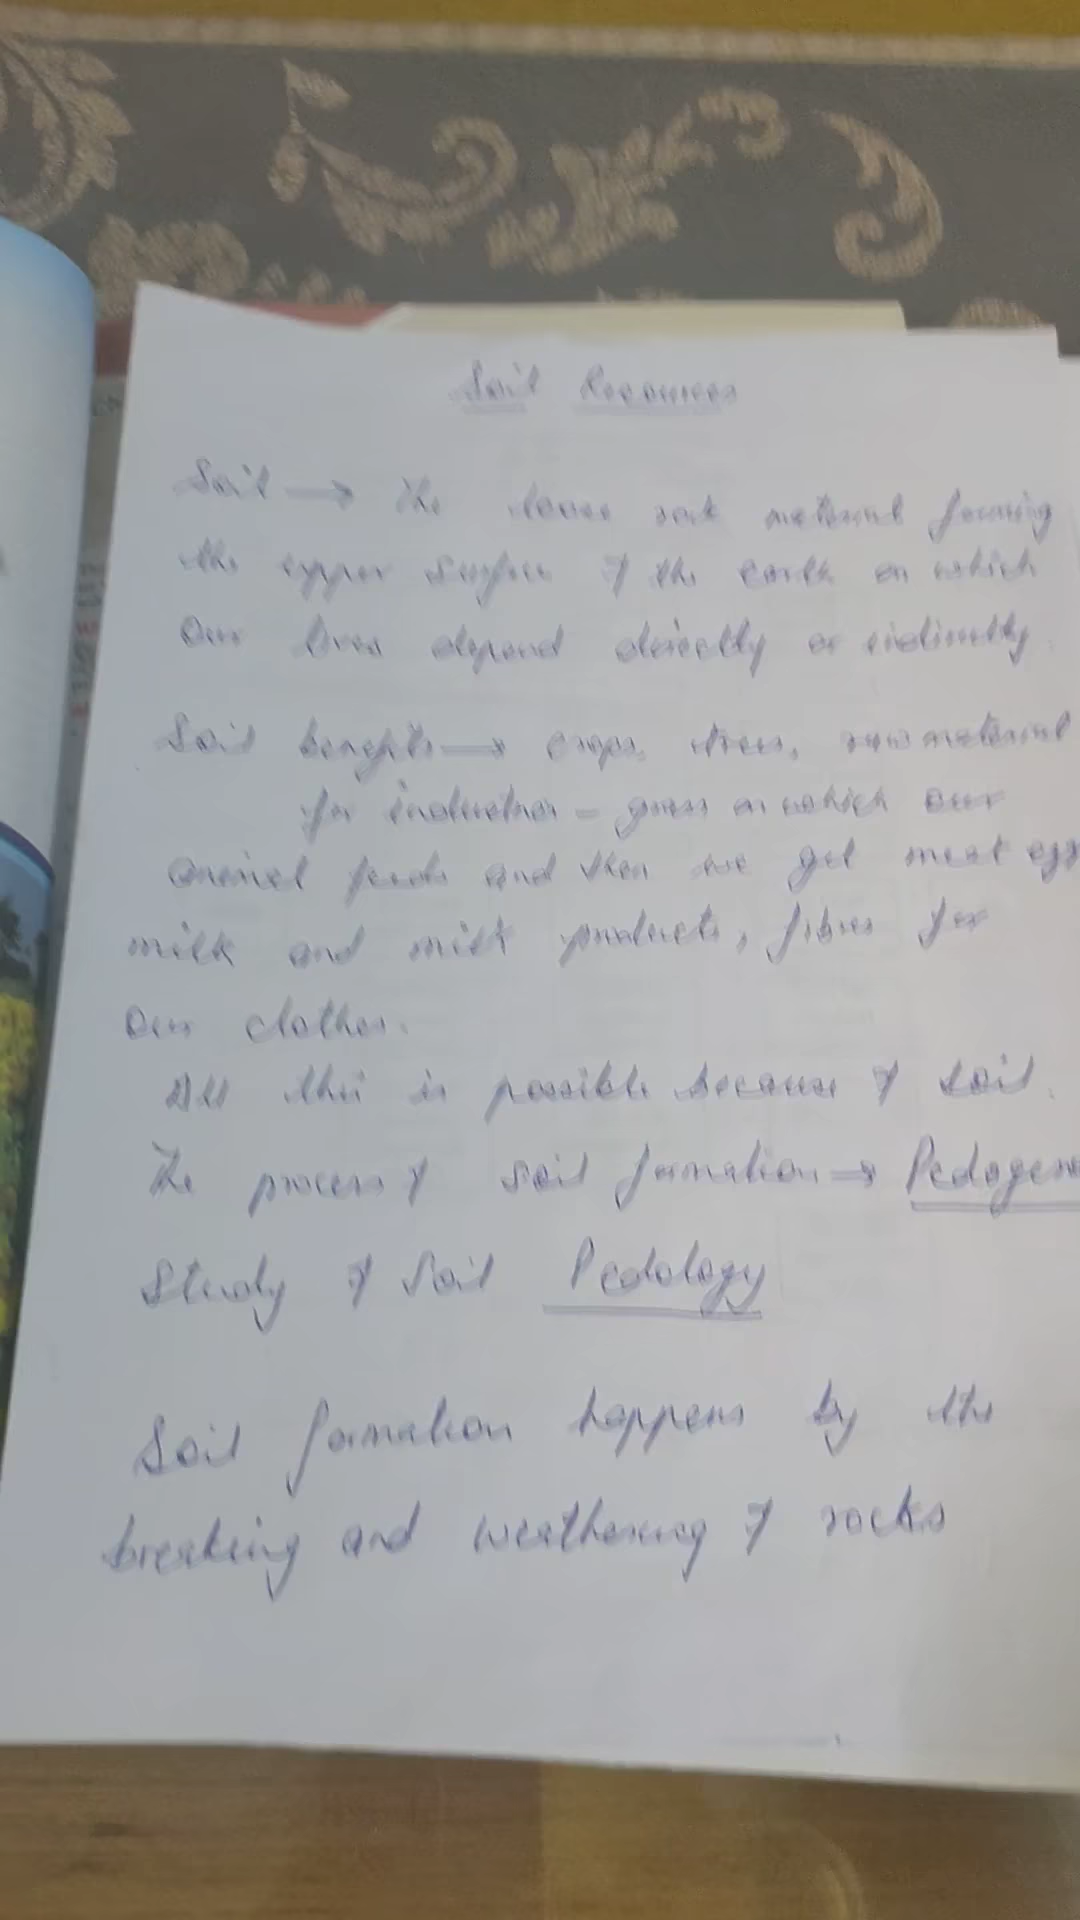 Soil Resources
Soil → The loose rock material forming
the upper surface of the earth on which
our lives depend directly or indirectly.
Soil benefits → crops, trees, raw material
for industries - grass on which our
animal feeds and then we get meat egg
milk and milk products, fibres for
our clothes.
All this is possible because of soil.
The process of soil formation → Pedogen
Study of Soil Pedology
Soil formation happens by the
breaking and weathering of rocks